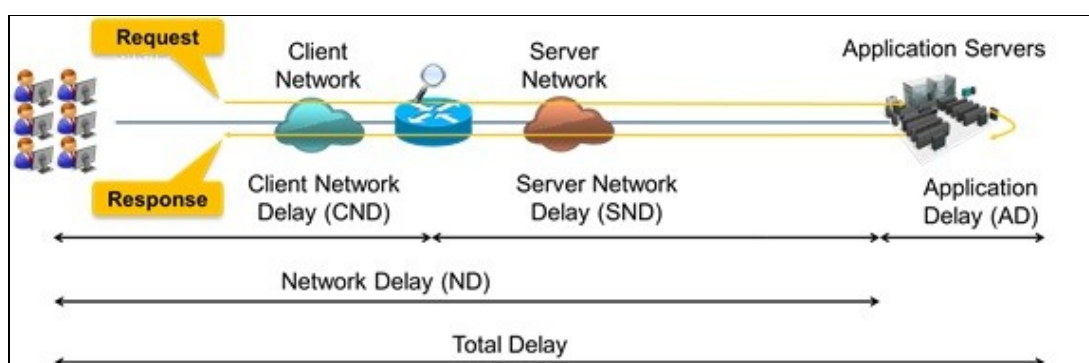 Request
Client
Network
Server
Network
Application Servers
Response
Client Network
Delay (CND)
Server Network
Delay (SND)
Application
Delay (AD)
Network Delay (ND)
Total Delay